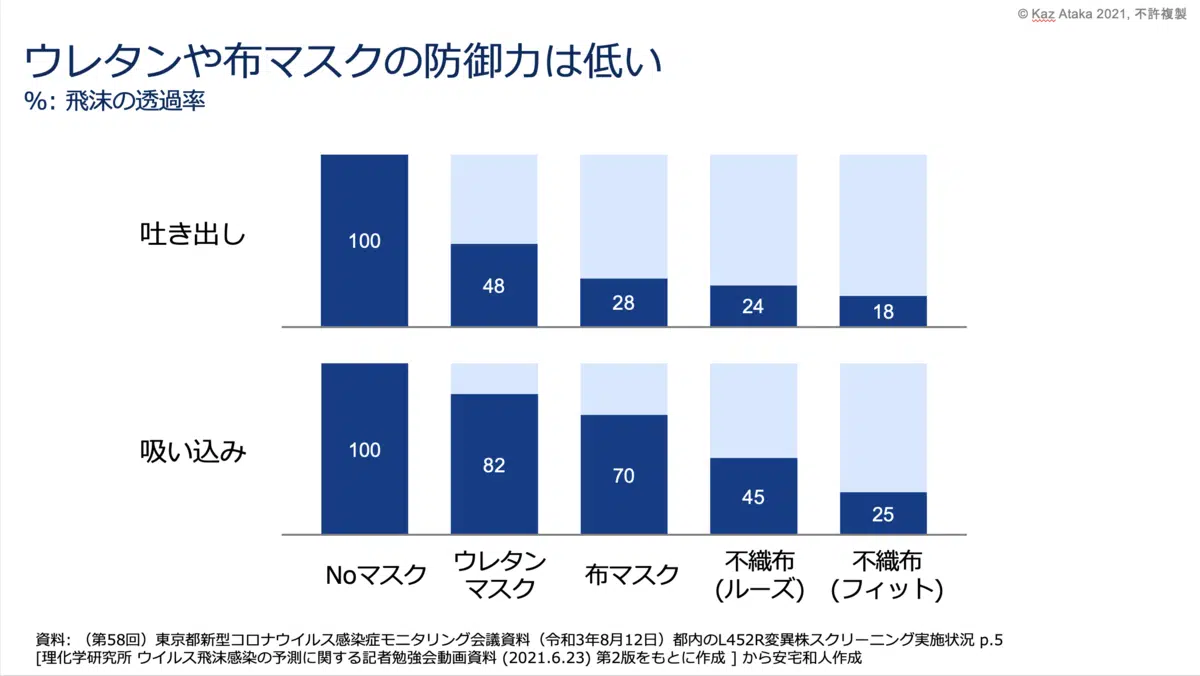 © Kaz Ataka 2021, 不許複製
ウレタンや布マスクの防御力は低い
%: 飛沫の透過率
吐き出し
100
48
28
24
18
吸い込み
100
82
70
45
25
Noマスク
ウレタン
マスク
布マスク
不織布
(ルーズ)
不織布
(フィット)
資料: （第58回）東京都新型コロナウイルス感染症モニタリング会議資料（令和3年8月12日）都内のL452R変異株スクリーニング実施状況 p.5
[理化学研究所 ウイルス飛沫感染の予測に関する記者勉強会動画資料 (2021.6.23) 第2版をもとに作成 ] から安宅和人作成